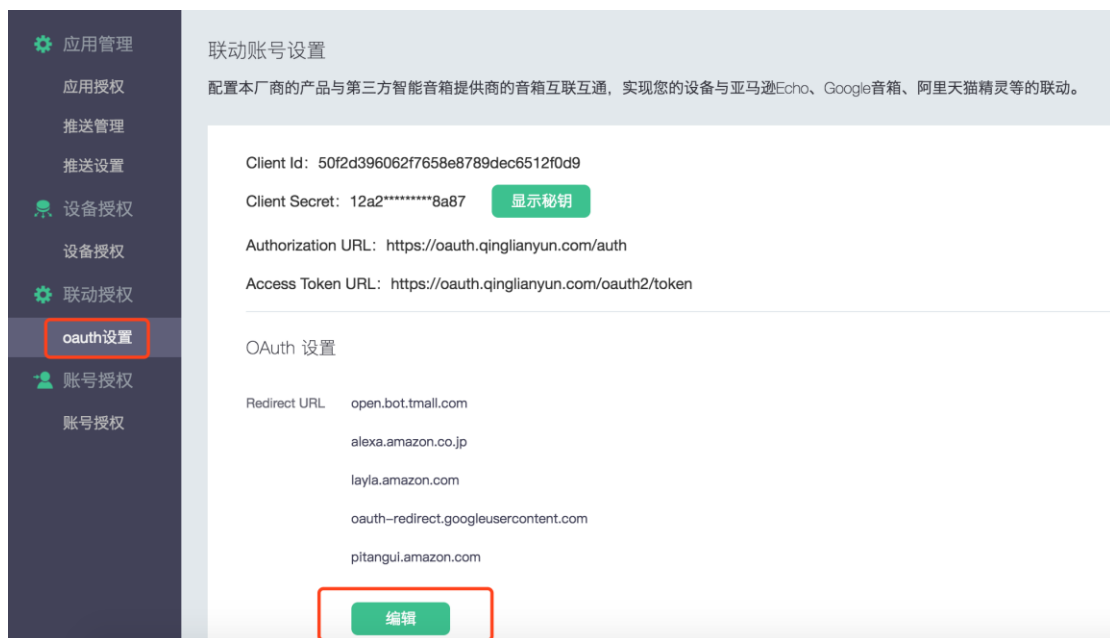 应用管理
应用授权
推送管理
推送设置
设备授权
设备授权
联动授权
oauth设置
账号授权
账号授权
联动账号设置
配置本厂商的产品与第三方智能音箱提供商的音箱互联互通，实现您的设备与亚马逊Echo、Google音箱、阿里天猫精灵等的联动。
Client Id：50f2d396062f7658e8789dec6512f0d9
Client Secret：12a2*********8a87 显示秘钥
Authorization URL：https://oauth.qinglianyun.com/auth
Access Token URL：https://oauth.qinglianyun.com/oauth2/token
OAuth 设置
Redirect URL open.bot.tmall.com
alexa.amazon.co.jp
layla.amazon.com
oauth-redirect.googleusercontent.com
pitangui.amazon.com
编辑